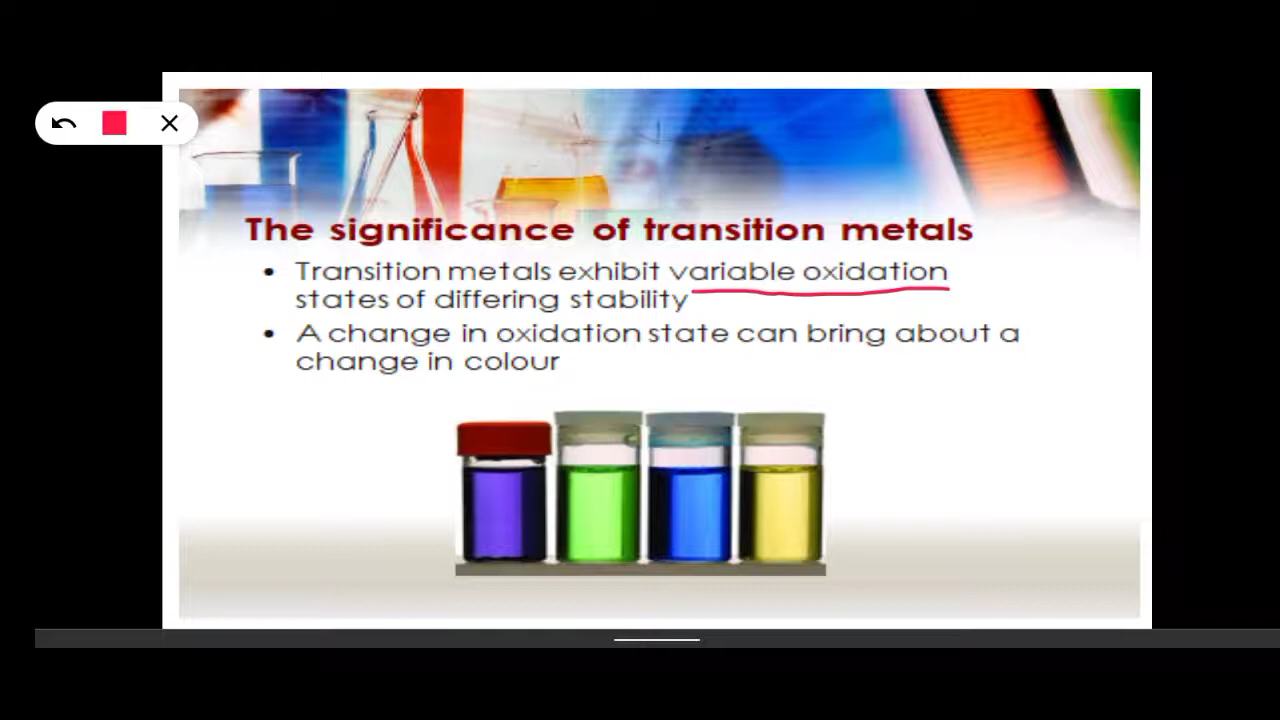 The significance of transition metals
• Transition metals exhibit variable oxidation
states of differing stability
• A change in oxidation state can bring about a
change in colour